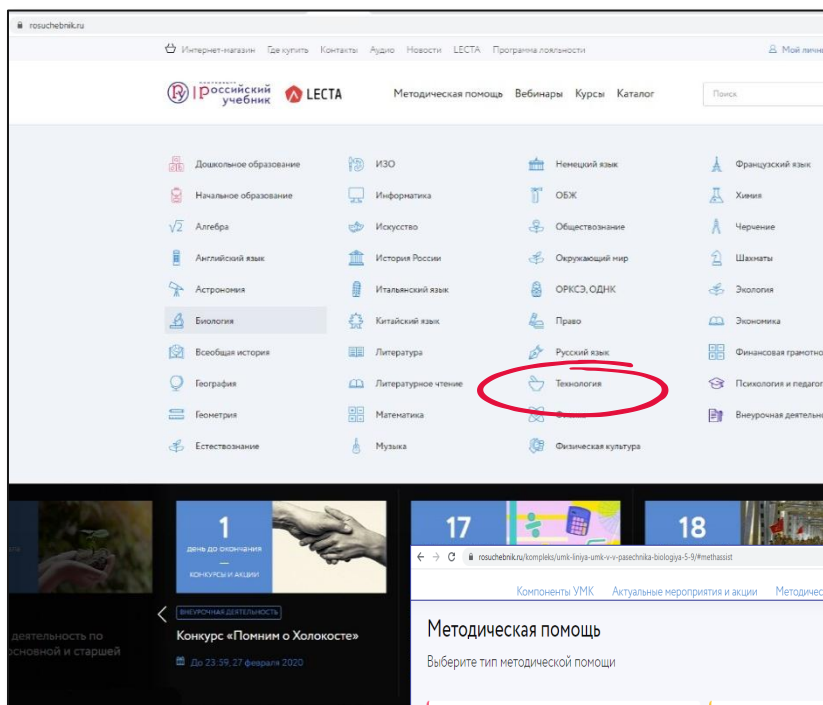 rosuchebnik.ru
Интернет-магазин Где купить Контакты Аудио Новости LECTA Программа лояльности
Мой
российский
учебник
LECTA
Методическая помощь Вебинары Курсы Каталог
Поиск
Дошкольное образование ИЗО Немецкий язык Французский язык
Начальное образование Информатика ОБЖ Химия
Алгебра Искусство Обществознание Черчение
Английский язык История России Окружающий мир Шахматы
Астрономия Итальянский язык ОРКСЭ, ОДНК Право Экология
Биология Китайский язык Право Экономика
Всеобщая история Литература Русский язык Финансовая
География Литературное чтение Технология Психология и
Геометрия Математика Внеурочная
Естествознание Музыка Физическая культура
1
день до окончания
КОНКУРСЫ И АКЦИИ
17
18
ВНЕУРОЧНАЯ ДЕЯТЕЛЬНОСТЬ
Конкурс «Помним о Холокосте»
До 23:59, 27 февраля 2020
деятельность по
основной и старшей
rosuchebnik.ru/kompleks/umk-liniya-umk-v-v-pasechnika-biologiya-5-9/#methassist
Компоненты УМК Актуальные мероприятия и акции
Методическая помощь
Выберите тип методической помощи